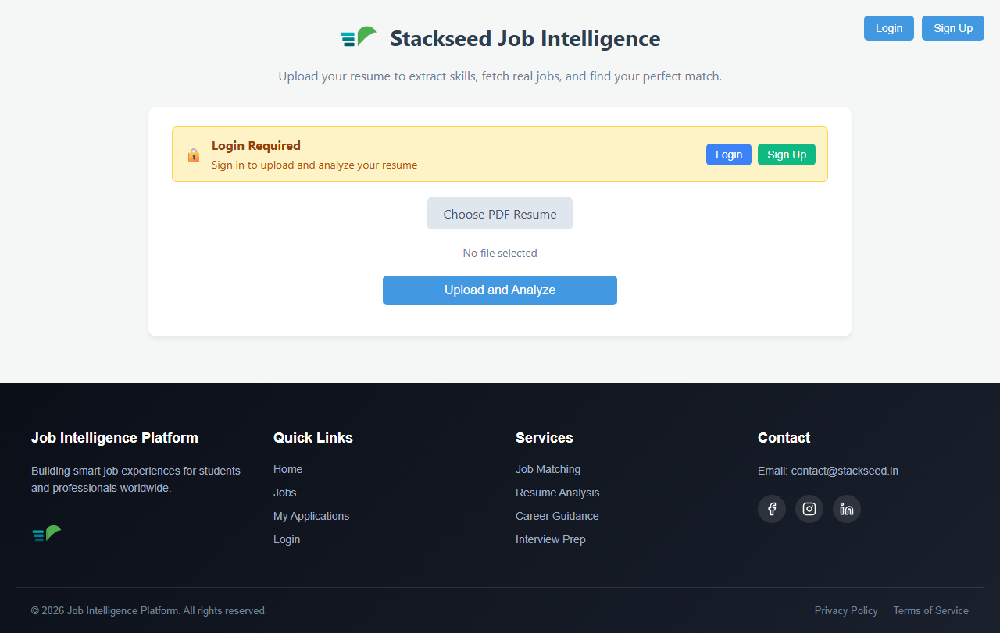 Login
Sign Up
Stackseed Job Intelligence
Upload your resume to extract skills, fetch real jobs, and find your perfect match.
Login Required
Sign in to upload and analyze your resume
Login
Sign Up
Choose PDF Resume
No file selected
Upload and Analyze
Job Intelligence Platform
Building smart job experiences for students
and professionals worldwide.
Quick Links
Home
Jobs
My Applications
Login
Services
Job Matching
Resume Analysis
Career Guidance
Interview Prep
Contact
Email: contact@stackseed.in
© 2026 Job Intelligence Platform. All rights reserved.
Privacy Policy
Terms of Service